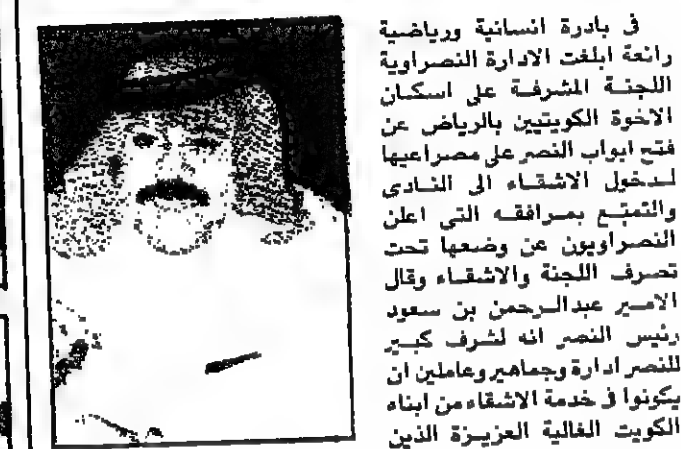 في بادرة انسانية ورياضية
رائعة ابلغت الادارة النصراوية
اللجنة المشرفة على اسكان
الاخوة الكويتيين بالرياض عن
فتح ابواب النصر على مصراعيها
لدخول الاشقاء الى النادى
والتمتع بمرافقه التى اعلن
النصراويون عن وضعها تحت
تصرف اللجنة والاشقاء وقال
الامير عبدالرحمن بن سعود
رئيس النصر انه لشرف كبير
للنصر ادارة وجماهير وعاملين ان
يكونوا في خدمة الاشقاء من ابناء
الكويت الغالية العزيزة الذين